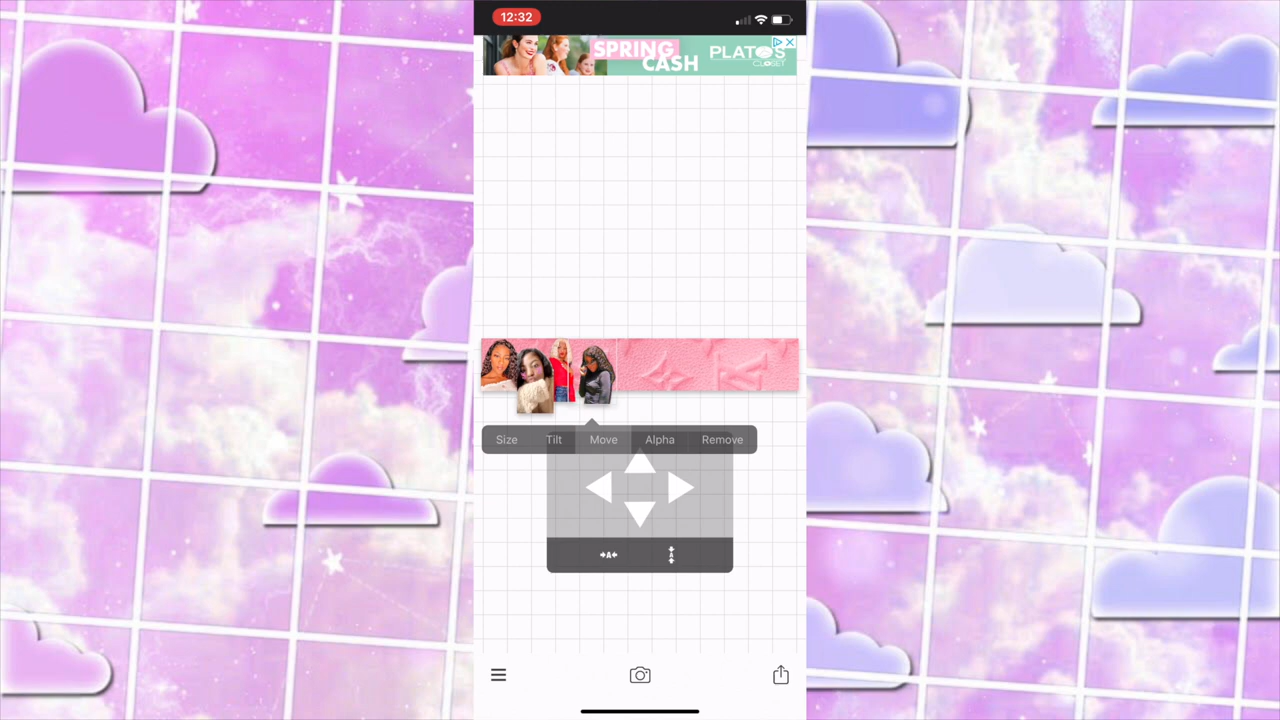 12:32
SPRING
CASH
PLATO'S
CLOSET
Size Tilt Move Alpha Remove
A A